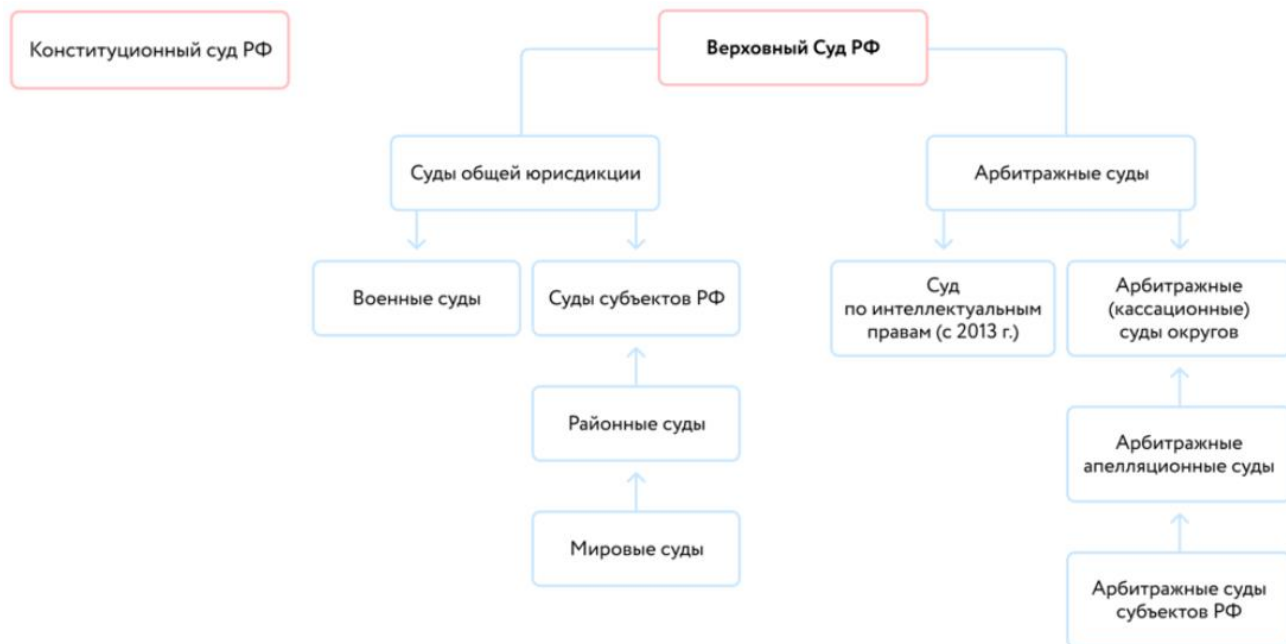 Конституционный суд РФ
Верховный Суд РФ
Суды общей юрисдикции
Арбитражные суды
Военные суды
Суды субъектов РФ
Суд
по интеллектуальным
правам (с 2013 г.)
Арбитражные
(кассационные)
суды округов
Районные суды
Арбитражные
апелляционные суды
Мировые суды
Арбитражные суды
субъектов РФ